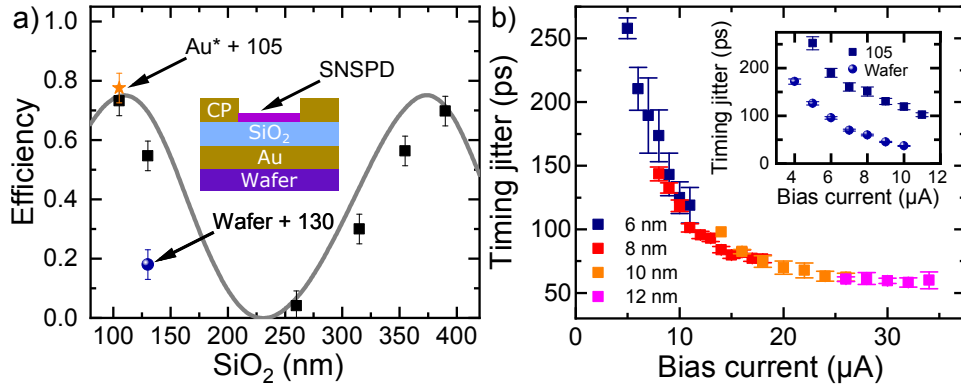 a)
Efficiency
1.0
0.8
0.6
0.4
0.2
0.0
Au* + 105
SNSPD
CP
SiO₂
Au
Wafer
Wafer + 130
100 150 200 250 300 350 400
SiO₂ (nm)
b)
Timing jitter (ps)
250
200
150
100
50
6 nm
8 nm
10 nm
12 nm
0 10 20 30
Bias current (µA)
Timing jitter (ps)
300
200
100
0
105
Wafer
4 6 8 10 12
Bias current (µA)